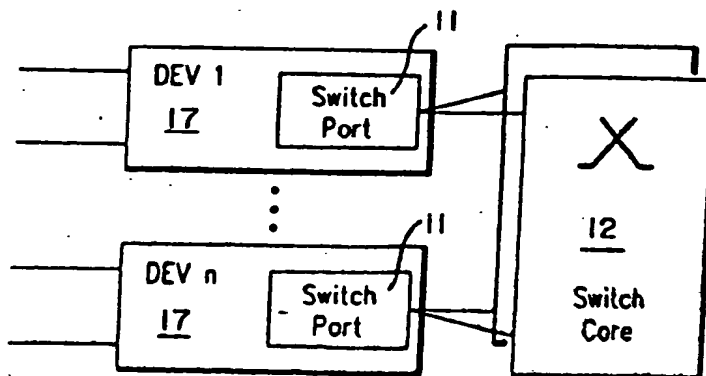 11
DEV 1
17
Switch
Port
11
DEV n
17
Switch
Port
12
Switch
Core